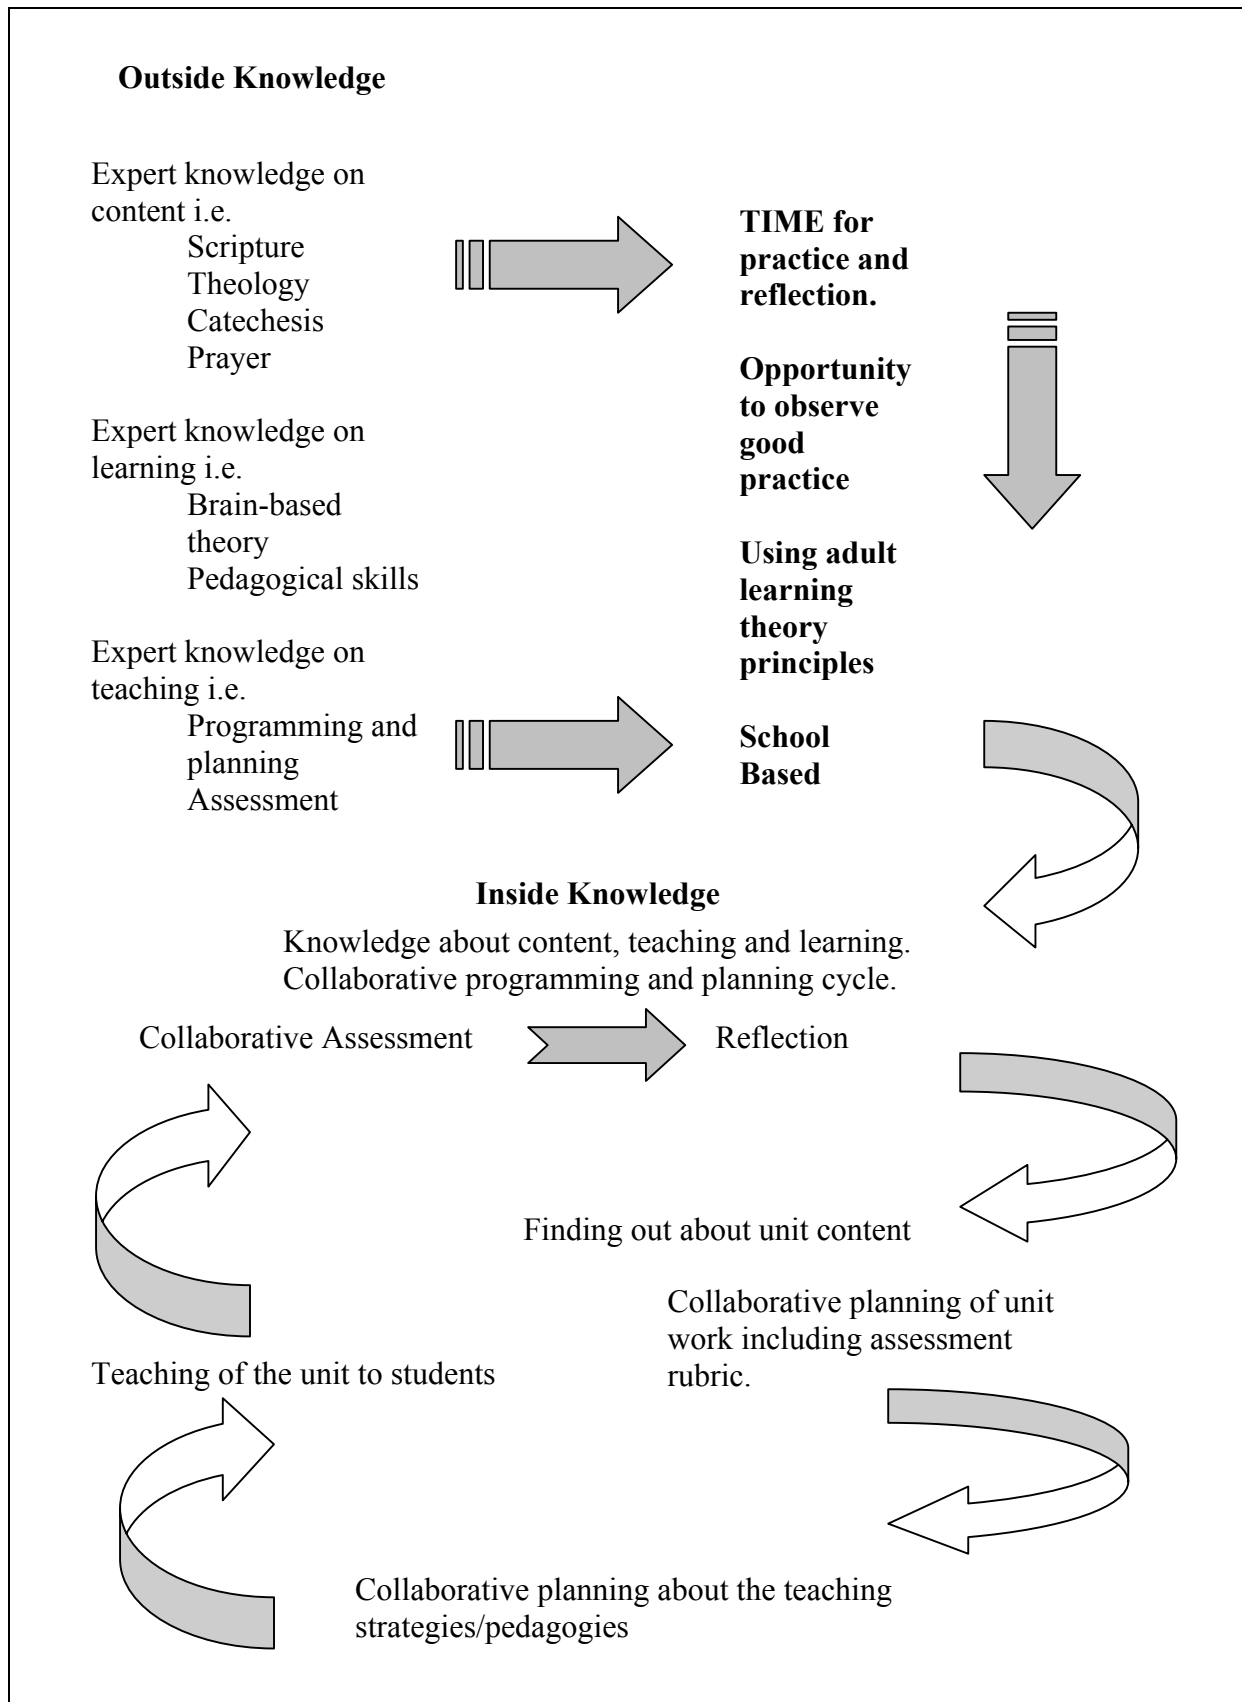 Outside Knowledge
Expert knowledge on
content i.e.
Scripture
Theology
Catechesis
Prayer
Expert knowledge on
learning i.e.
Brain-based
theory
Pedagogical skills
Expert knowledge on
teaching i.e.
Programming and
planning
Assessment
TIME for
practice and
reflection.
Opportunity
to observe
good
practice
Using adult
learning
theory
principles
School
Based
Inside Knowledge
Knowledge about content, teaching and learning.
Collaborative programming and planning cycle.
Collaborative Assessment
Reflection
Finding out about unit content
Collaborative planning of unit
work including assessment
rubric.
Teaching of the unit to students
Collaborative planning about the teaching
strategies/pedagogies